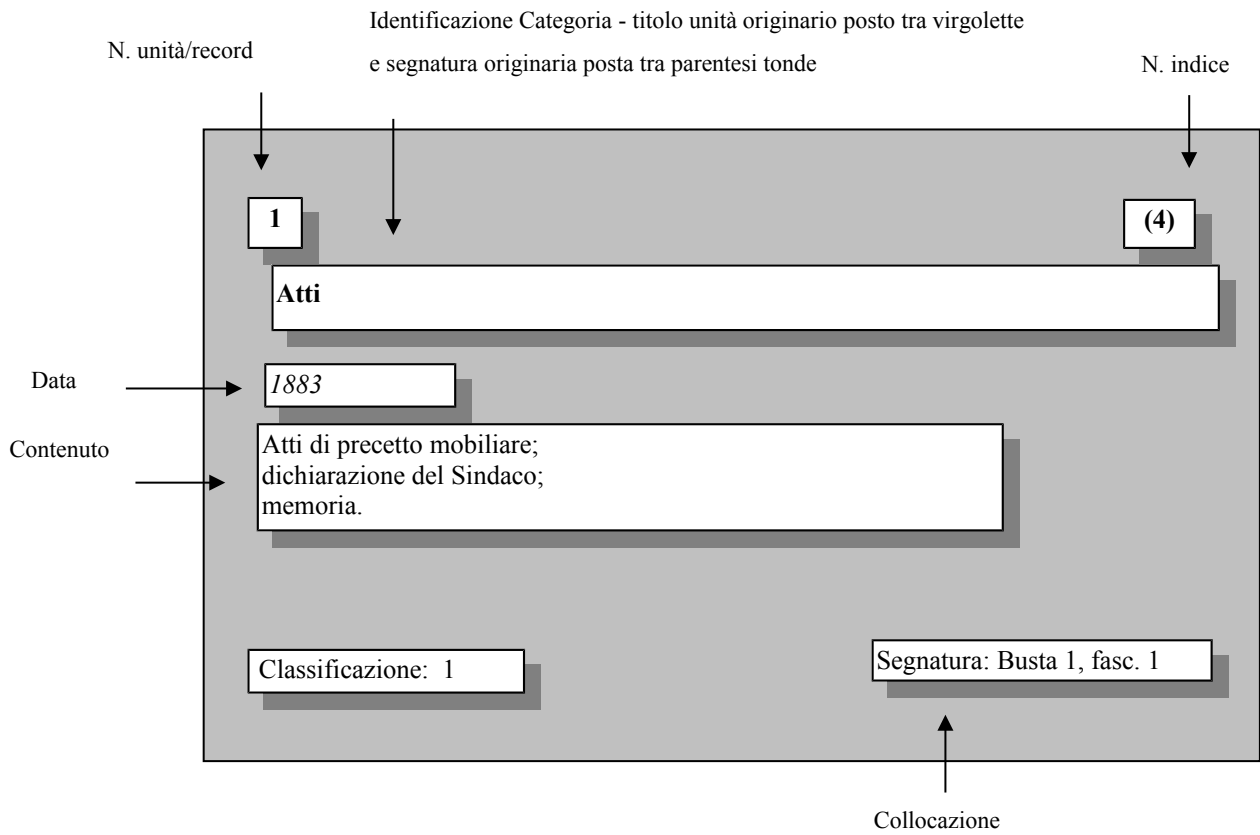 Identificazione Categoria - titolo unità originario posto tra virgolette
e segnatura originaria posta tra parentesi tonde
N. unità/record
N. indice
1
(4)
Atti
Data
1883
Contenuto
Atti di precetto mobiliare;
dichiarazione del Sindaco;
memoria.
Classificazione: 1
Segnatura: Busta 1, fasc. 1
Collocazione